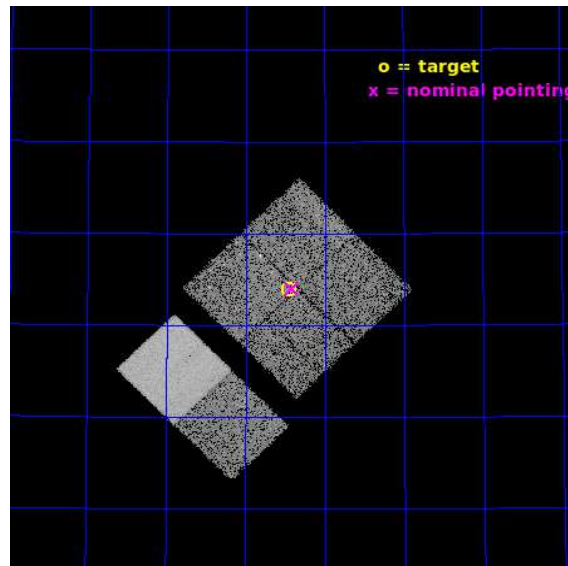 o = target
x = nominal pointing